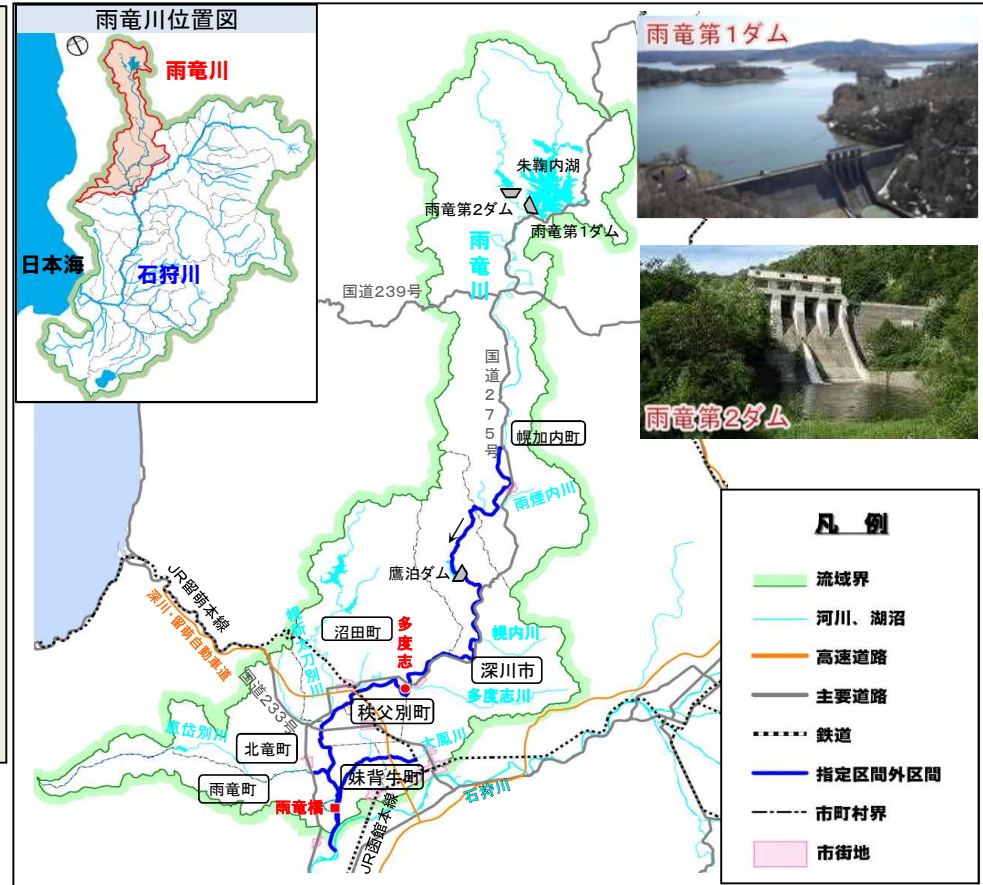 雨竜川位置図
雨竜川
日本海
石狩川
雨竜第1ダム
雨竜第2ダム
朱鞠内湖
雨竜第2ダム
雨竜第1ダム
雨竜川
国道239号
国道275号
幌加内町
雨煙内川
鷹泊ダム
JR留萌本線
深川・留萌自動車道
国道233号
沼田町
多度志
幌内川
深川市
多度志川
秩父別町
恵岱別川
北竜町
大鳳川
妹背牛町
雨竜町
石狩川
雨竜橋
JR函館本線
凡 例
流域界
河川、湖沼
高速道路
主要道路
鉄道
指定区間外区間
市町村界
市街地